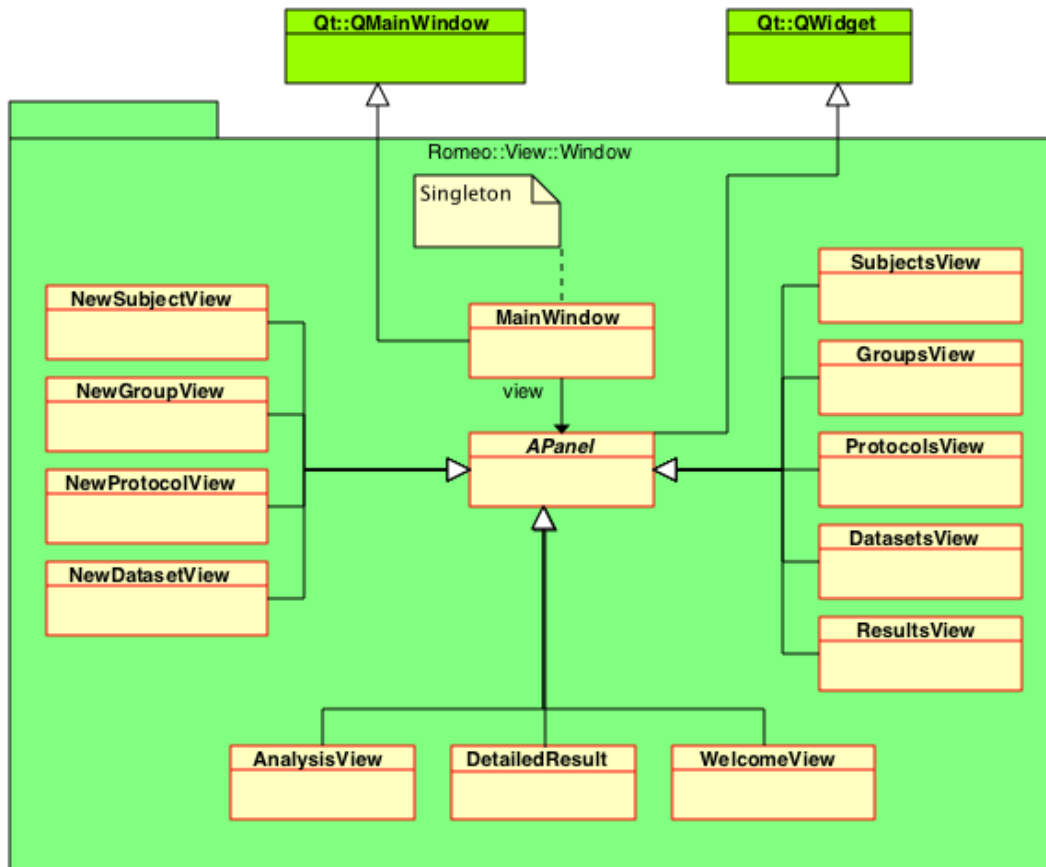 Qt::QMainWindow
Qt::QWidget
Romeo::View::Window
Singleton
MainWindow
view
APanel
NewSubjectView
NewGroupView
NewProtocolView
NewDatasetView
SubjectsView
GroupsView
ProtocolsView
DatasetsView
ResultsView
AnalysisView
DetailedResult
WelcomeView